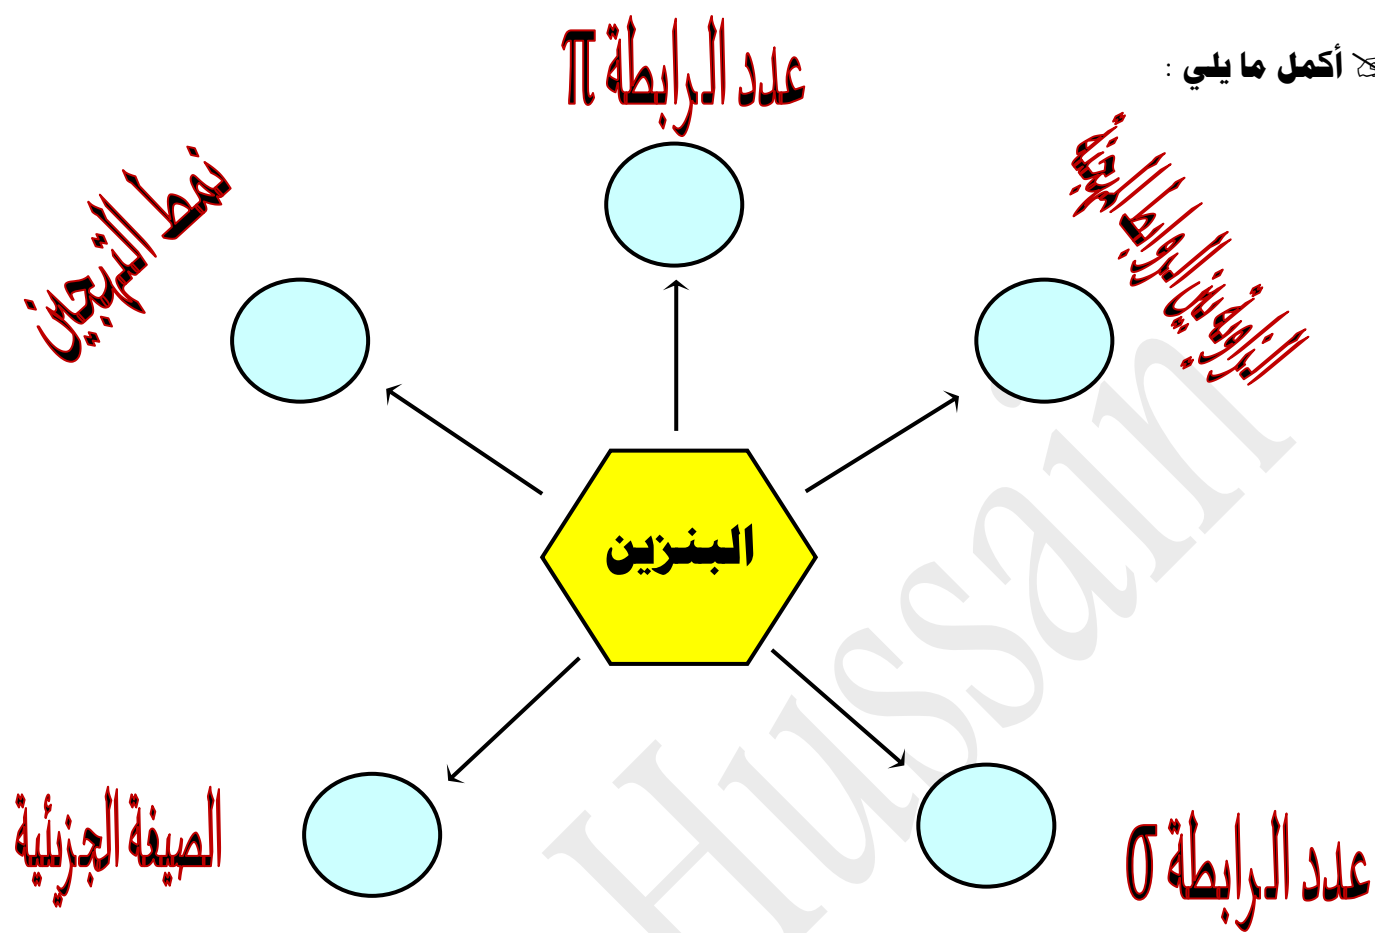 أكمل ما يلي :
عدد الرابطة π
الزاوية بين الروابط المهجنة
نمط التهجين
البنزين
الصيغة الجزيئية
عدد الرابطة σ
Hussain